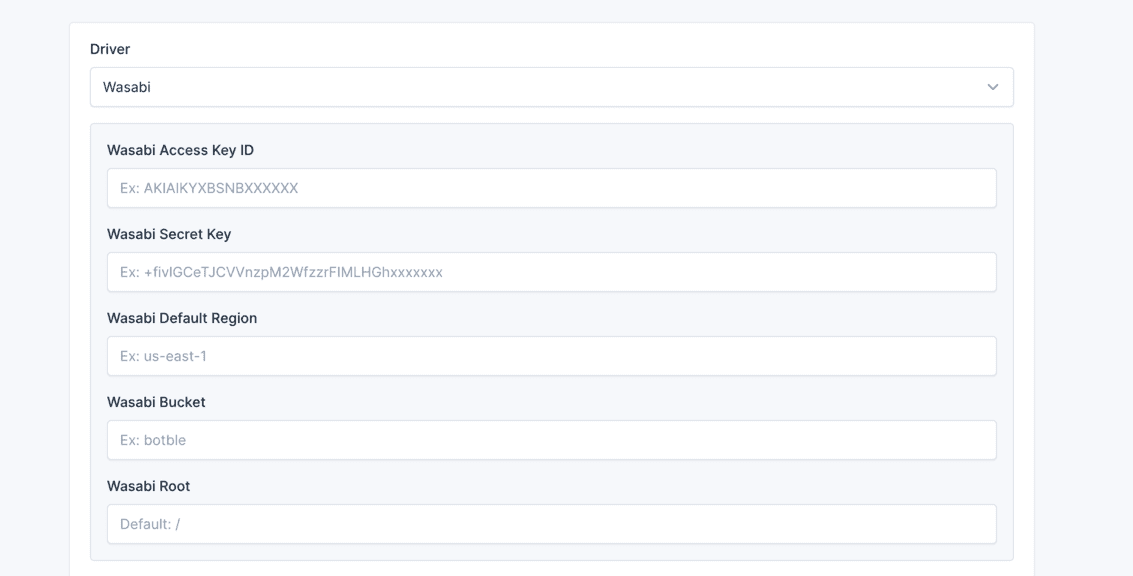 Driver
Wasabi
Wasabi Access Key ID
Ex: AKIAIKYXBSNBXXXXXX
Wasabi Secret Key
Ex: +fivlGCeTJCVVnzpM2WfzzrFIMLHGhxxxxxxx
Wasabi Default Region
Ex: us-east-1
Wasabi Bucket
Ex: botble
Wasabi Root
Default: /